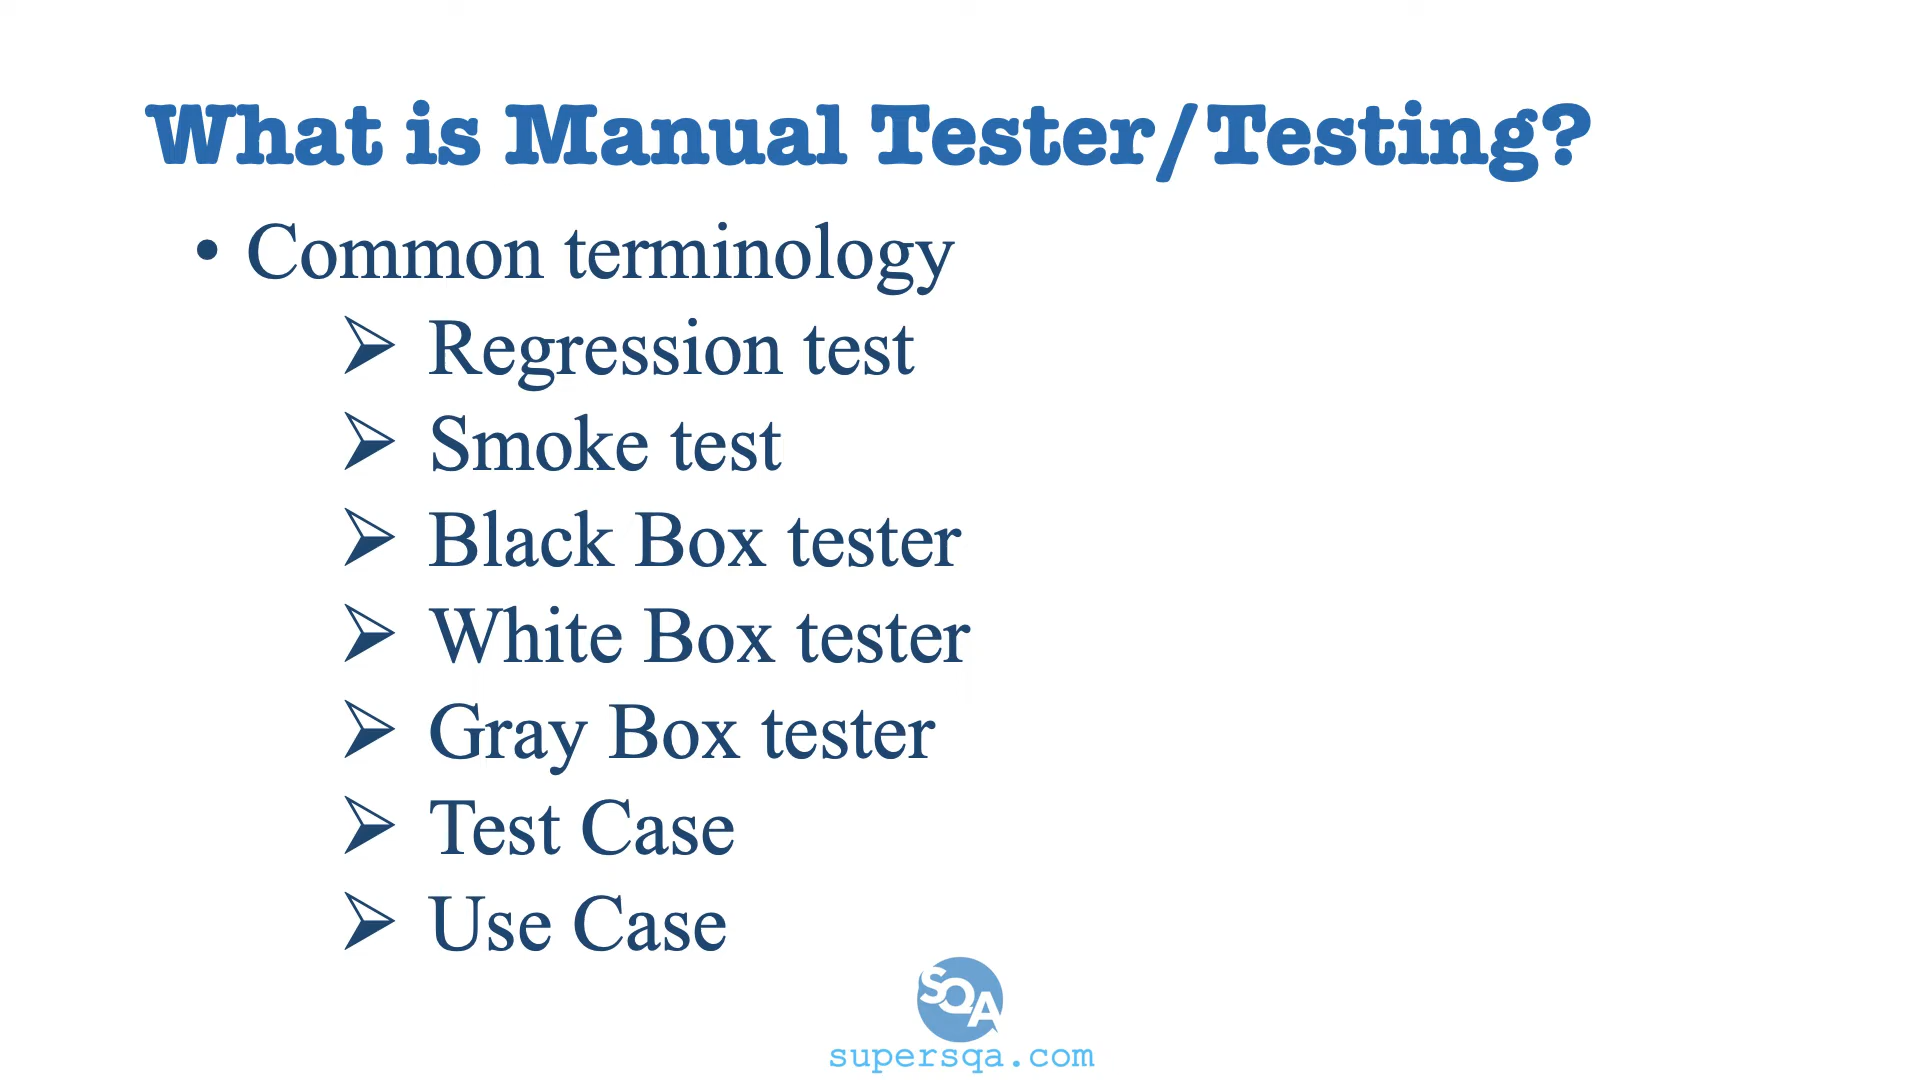 What is Manual Tester/Testing?
• Common terminology
➢ Regression test
➢ Smoke test
➢ Black Box tester
➢ White Box tester
➢ Gray Box tester
➢ Test Case
➢ Use Case
SQA
supersqa.com